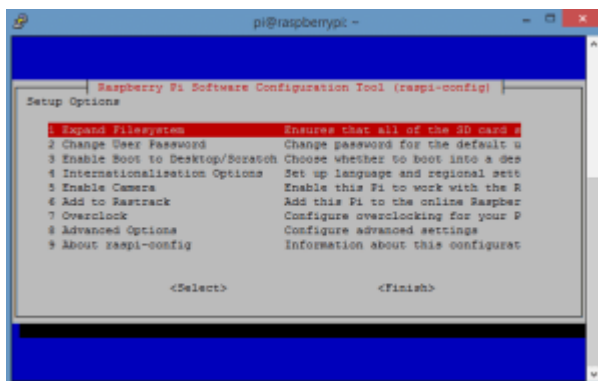 pi@raspberrypi: ~
Raspberry Pi Software Configuration Tool (raspi-config)
Setup Options
1 Expand Filesystem Ensures that all of the SD card s
2 Change User Password Change password for the default u
3 Enable Boot to Desktop/Scratch Choose whether to boot into a des
4 Internationalisation Options Set up language and regional sett
5 Enable Camera Enable this Pi to work with the R
6 Add to Rastrack Add this Pi to the online Raspber
7 Overclock Configure overclocking for your P
8 Advanced Options Configure advanced settings
9 About raspi-config Information about this configurat
<Select> <Finish>